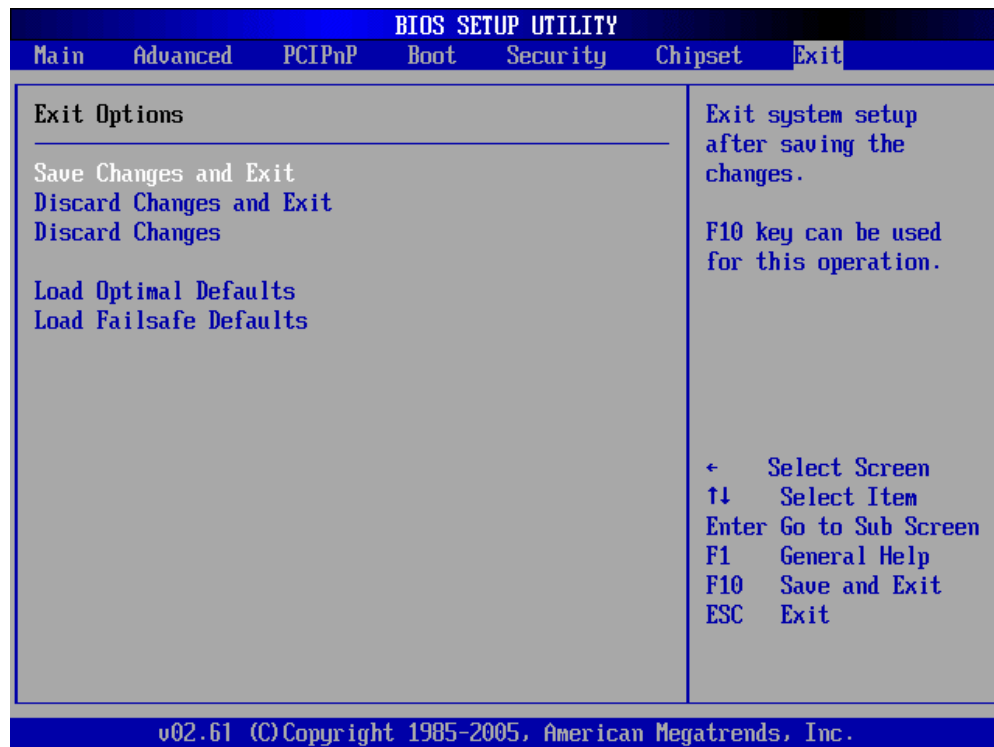 BIOS SETUP UTILITY
Main Advanced PCIPnP Boot Security Chipset Exit
Exit Options
Save Changes and Exit
Discard Changes and Exit
Discard Changes
Load Optimal Defaults
Load Failsafe Defaults
Exit system setup
after saving the
changes.
F10 key can be used
for this operation.
← Select Screen
↑↓ Select Item
Enter Go to Sub Screen
F1 General Help
F10 Save and Exit
ESC Exit
v02.61 (C)Copyright 1985-2005, American Megatrends, Inc.